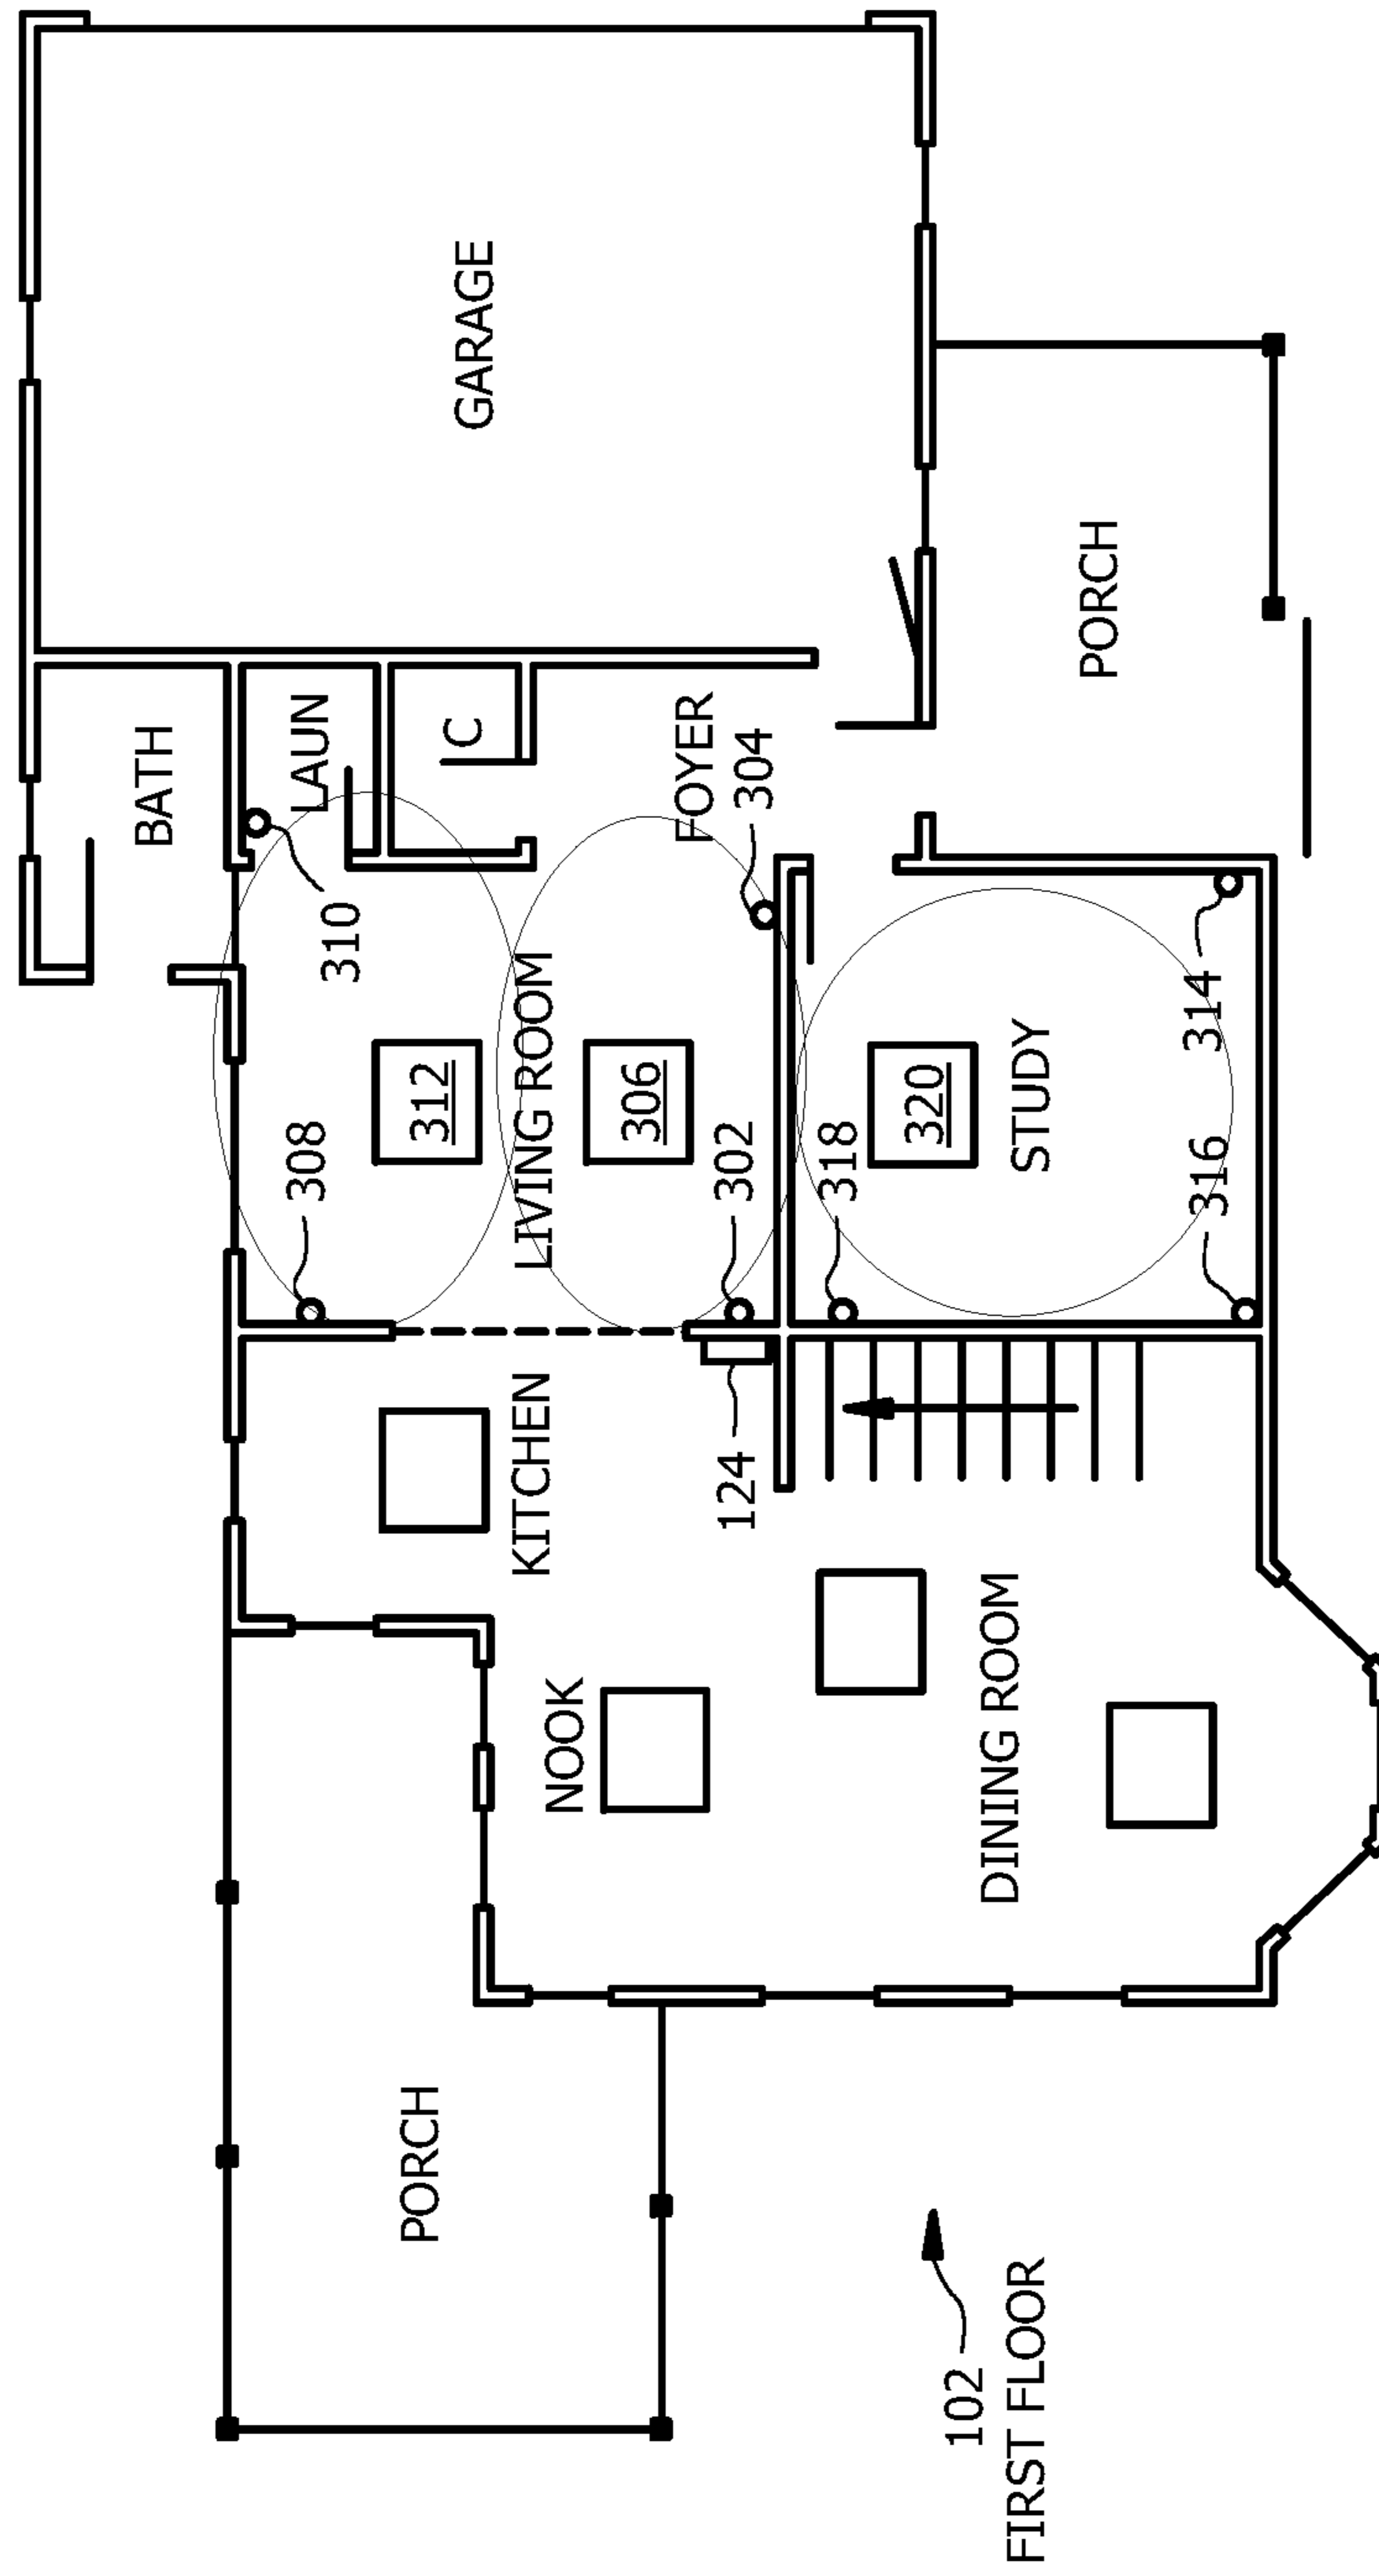 PORCH
NOOK
KITCHEN
308
310
BATH
LAUN
C
312
LIVING ROOM
306
FOYER
304
GARAGE
124
302
318
320
STUDY
DINING ROOM
316
314
PORCH
102
FIRST FLOOR